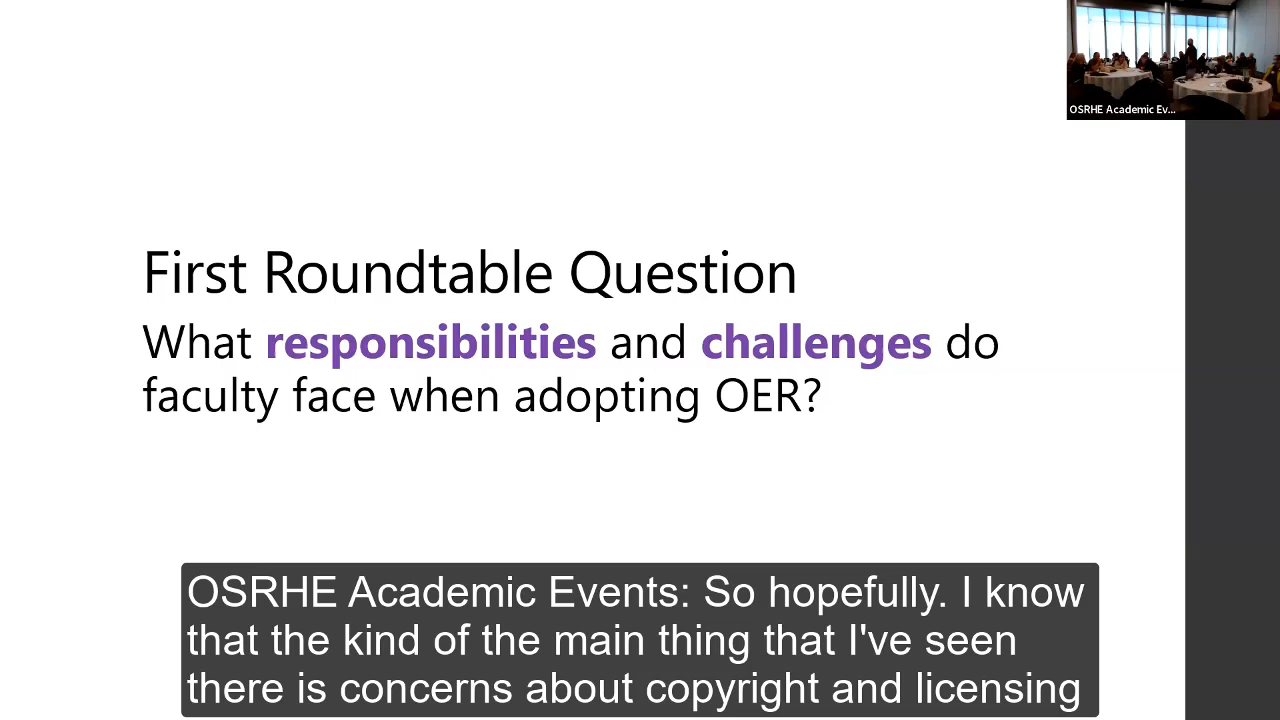 OSRHE Academic Ev...
First Roundtable Question
What responsibilities and challenges do
faculty face when adopting OER?
OSRHE Academic Events: So hopefully. I know
that the kind of the main thing that I've seen
there is concerns about copyright and licensing